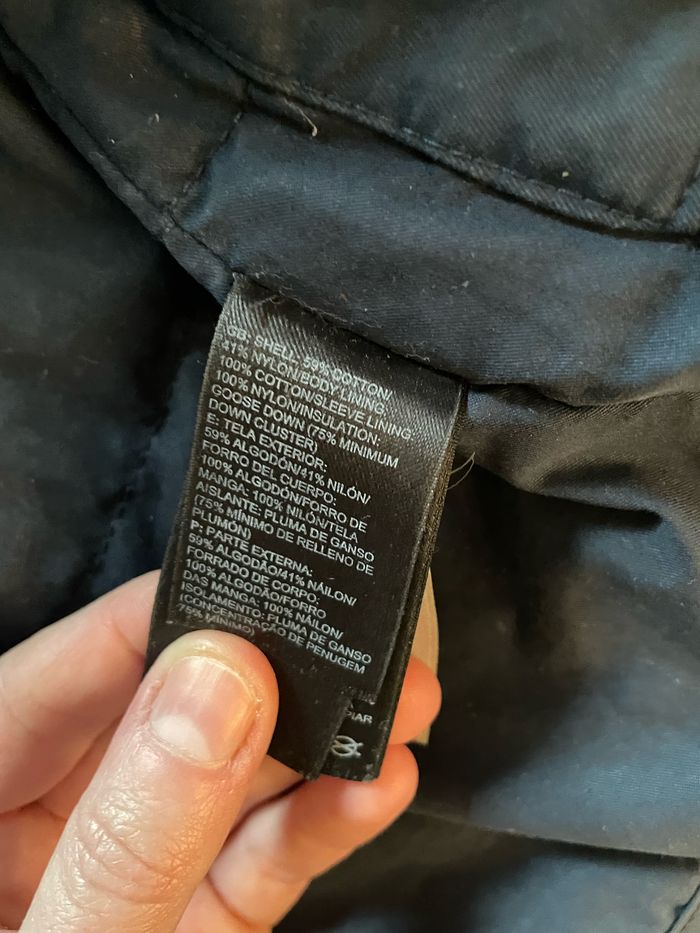 GB: SHELL: 59% COTTON/
41% NYLON/BODY LINING:
100% COTTON/SLEEVE LINING:
100% NYLON/INSULATION:
GOOSE DOWN (75% MINIMUM
DOWN CLUSTER)
E: TELA EXTERIOR:
59% ALGODÓN/41% NILÓN/
FORRO DEL CUERPO:
100% ALGODÓN/FORRO DE
MANGA: 100% NILÓN/TELA
AISLANTE: PLUMA DE GANSO
(75% MÍNIMO DE RELLENO DE
PLUMÓN)
P: PARTE EXTERNA:
59% ALGODÃO/41% NÁILON/
FORRADO DE CORPO:
100% ALGODÃO/FORRO
DAS MANGA: 100% NÁILON/
ISOLAMENTO: PLUMA DE GANSO
(CONCENTRAÇÃO DE PENUGEM
75% MÍNIMO)